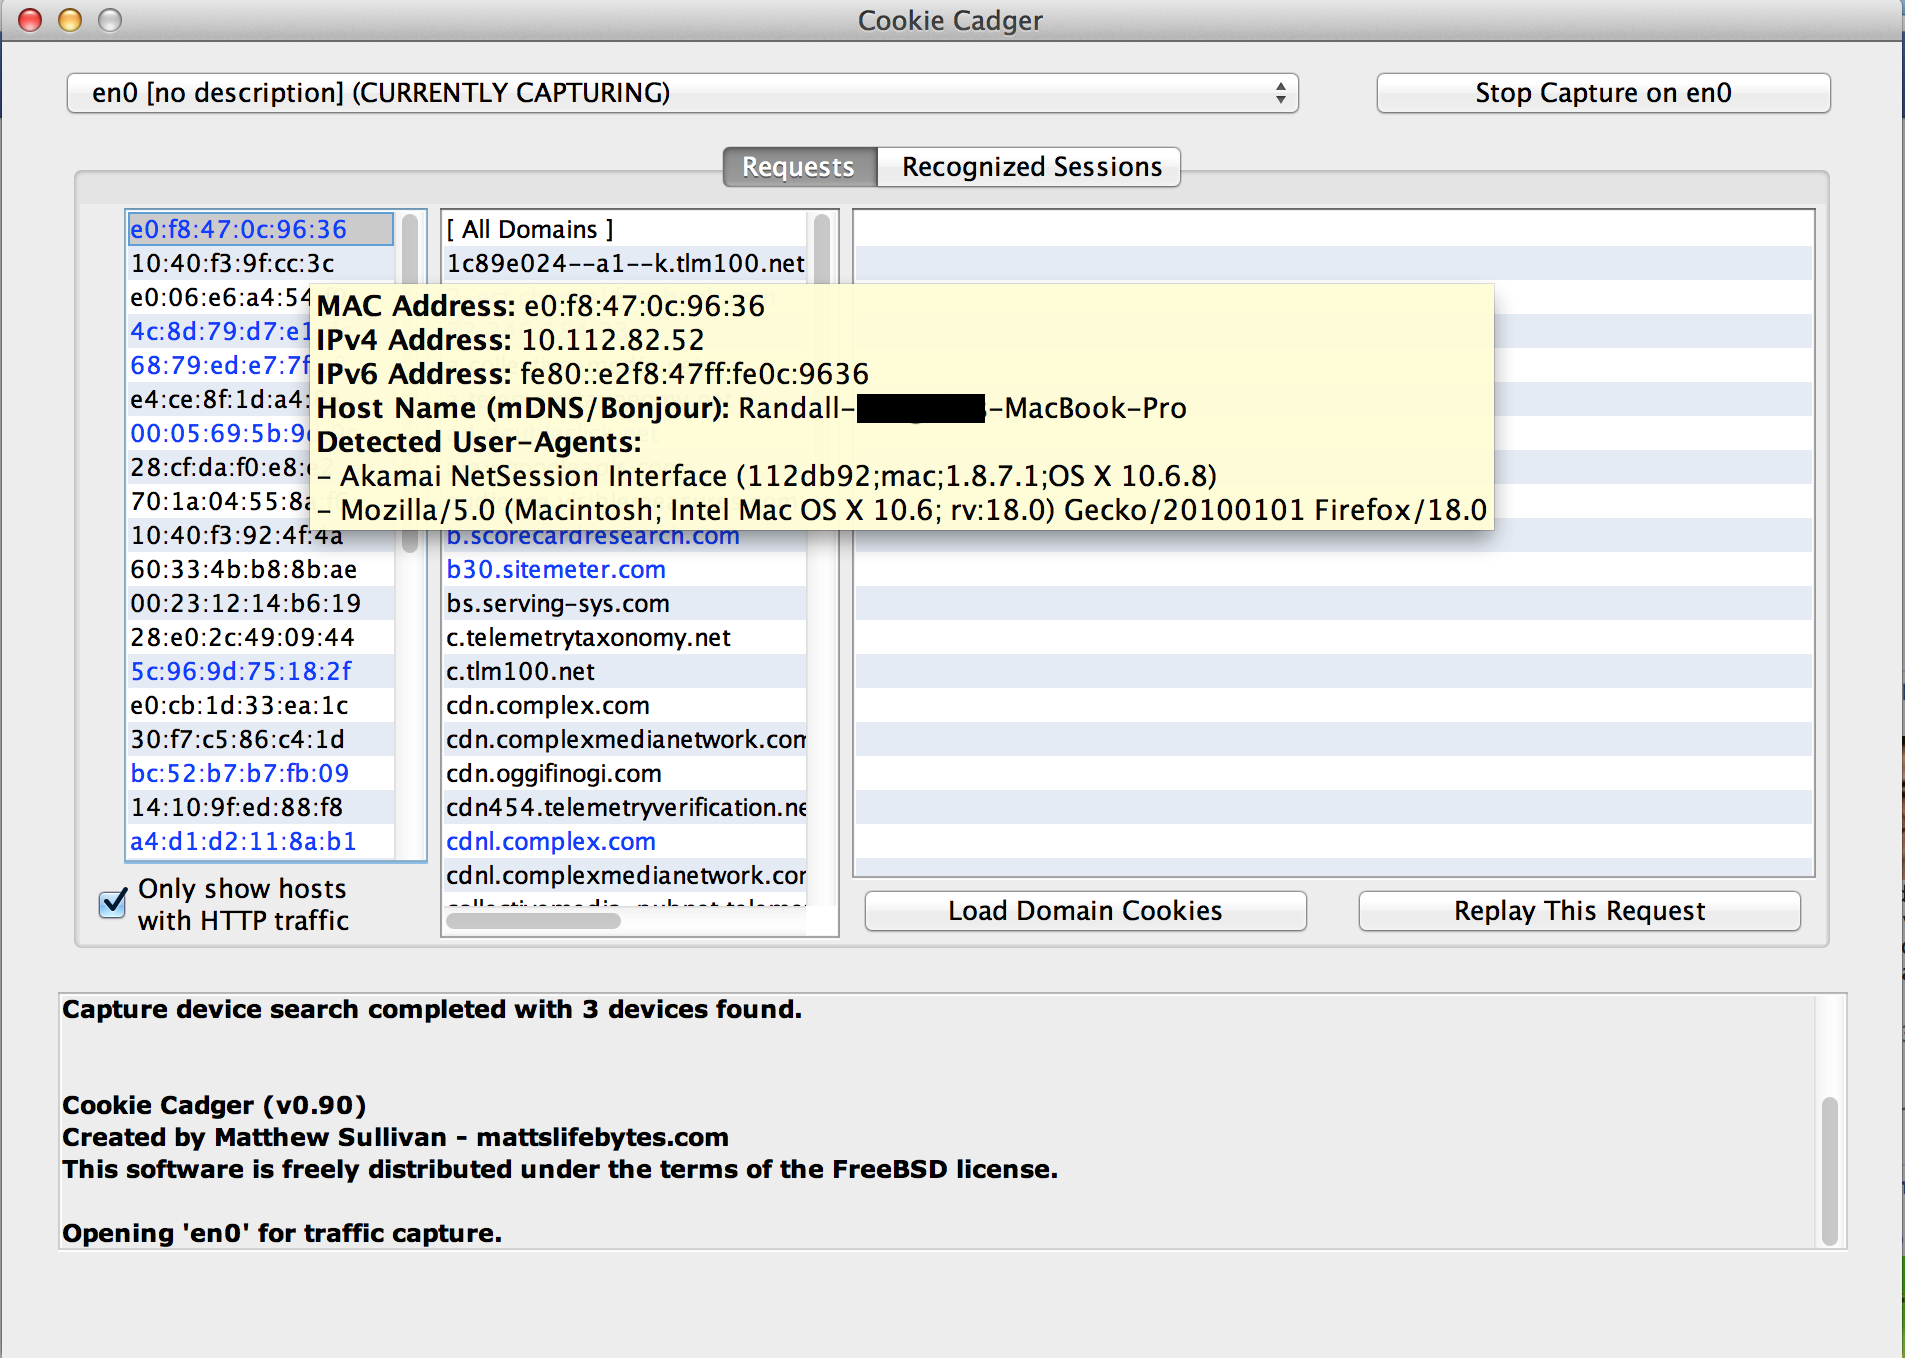 Cookie Cadger
en0 [no description] (CURRENTLY CAPTURING)
Stop Capture on en0
Requests
Recognized Sessions
e0:f8:47:0c:96:36
10:40:f3:9f:cc:3c
e0:06:e6:a4:54
4c:8d:79:d7:e1
68:79:ed:e7:7f
e4:ce:8f:1d:a4:
00:05:69:5b:9
28:cf:da:f0:e8:
70:1a:04:55:8a
10:40:f3:92:4f:4a
60:33:4b:b8:8b:ae
00:23:12:14:b6:19
28:e0:2c:49:09:44
5c:96:9d:75:18:2f
e0:cb:1d:33:ea:1c
30:f7:c5:86:c4:1d
bc:52:b7:b7:fb:09
14:10:9f:ed:88:f8
a4:d1:d2:11:8a:b1
Only show hosts
with HTTP traffic
[ All Domains ]
1c89e024--a1--k.tlm100.net
MAC Address: e0:f8:47:0c:96:36
IPv4 Address: 10.112.82.52
IPv6 Address: fe80::e2f8:47ff:fe0c:9636
Host Name (mDNS/Bonjour): Randall- -MacBook-Pro
Detected User-Agents:
- Akamai NetSession Interface (112db92;mac;1.8.7.1;OS X 10.6.8)
- Mozilla/5.0 (Macintosh; Intel Mac OS X 10.6; rv:18.0) Gecko/20100101 Firefox/18.0
b.scorecardresearch.com
b30.sitemeter.com
bs.serving-sys.com
c.telemetrytaxonomy.net
c.tlm100.net
cdn.complex.com
cdn.complexmedianetwork.com
cdn.oggifinogi.com
cdn454.telemetryverification.ne
cdnl.complex.com
cdnl.complexmedianetwork.cor
Load Domain Cookies
Replay This Request
Capture device search completed with 3 devices found.
Cookie Cadger (v0.90)
Created by Matthew Sullivan - mattslifebytes.com
This software is freely distributed under the terms of the FreeBSD license.
Opening 'en0' for traffic capture.